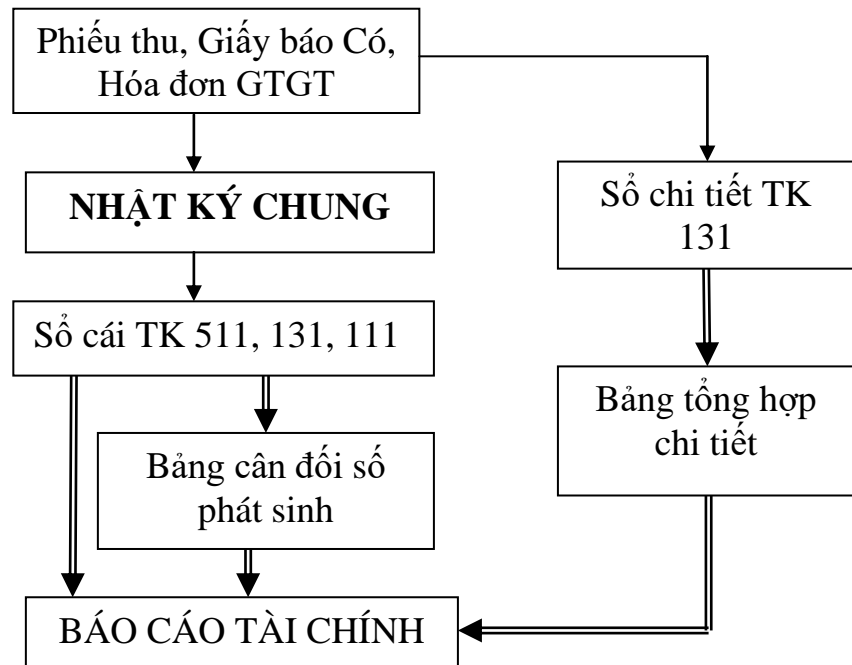 Phiếu thu, Giấy báo Có,
Hóa đơn GTGT
NHẬT KÝ CHUNG
Sổ chi tiết TK
131
Sổ cái TK 511, 131, 111
Bảng tổng hợp
chi tiết
Bảng cân đối số
phát sinh
BÁO CÁO TÀI CHÍNH